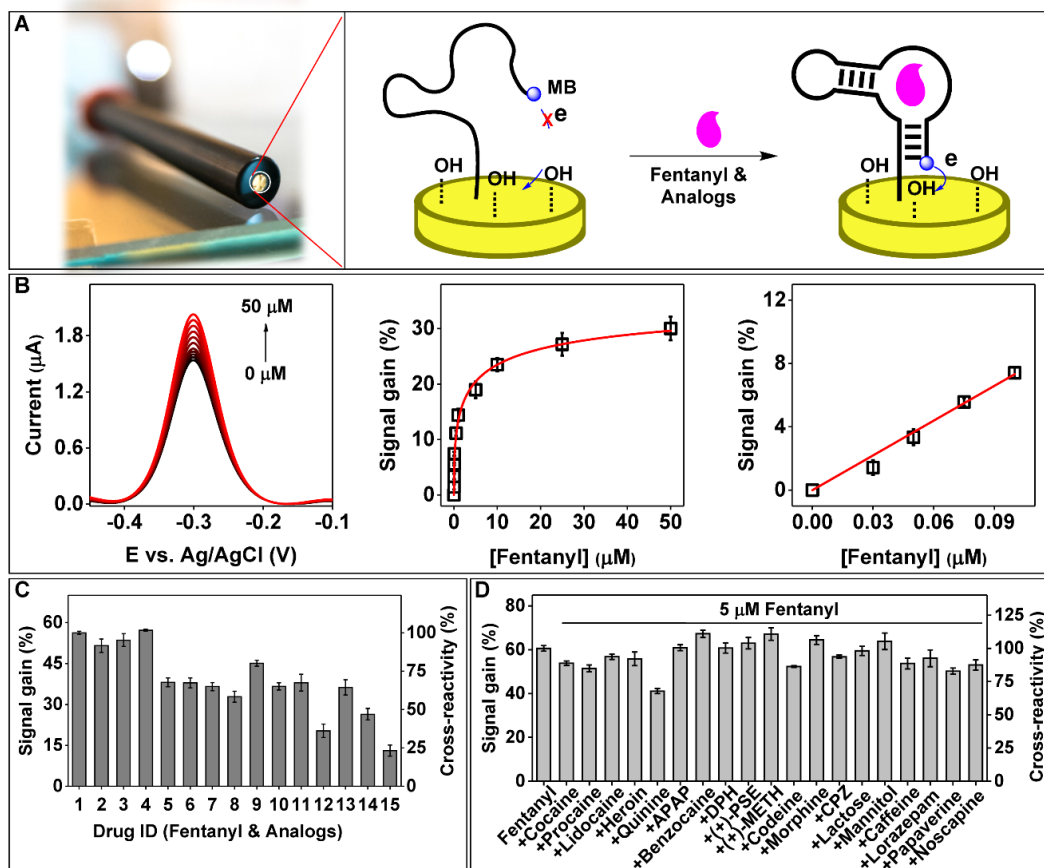 A
MB
e
X
OH
OH
OH
Fentanyl &
Analogs
e
OH
OH
OH
B
50 μM
0 μM
1.8
1.2
0.6
0.0
Current (μA)
-0.4
-0.3
-0.2
-0.1
E vs. Ag/AgCl (V)
30
20
10
0
Signal gain (%)
0
10
20
30
40
50
[Fentanyl] (μM)
12
8
4
0
Signal gain (%)
0.00
0.03
0.06
0.09
[Fentanyl] (μM)
C
60
45
30
15
0
Signal gain (%)
100
75
50
25
0
Cross-reactivity (%)
1 2 3 4 5 6 7 8 9 10 11 12 13 14 15
Drug ID (Fentanyl & Analogs)
D
5 μM Fentanyl
80
60
40
20
0
Signal gain (%)
125
100
75
50
25
0
Cross-reactivity (%)
Fentanyl
+Cocaine
+Procaine
+Lidocaine
+Heroin
+Quinine
+APAP
+Benzocaine
+DPH
+(+)-PSE
+(+)-METH
+Codeine
+Morphine
+CPZ
+Lactose
+Mannitol
+Caffeine
+Lorazepam
+Papaverine
+Noscapine